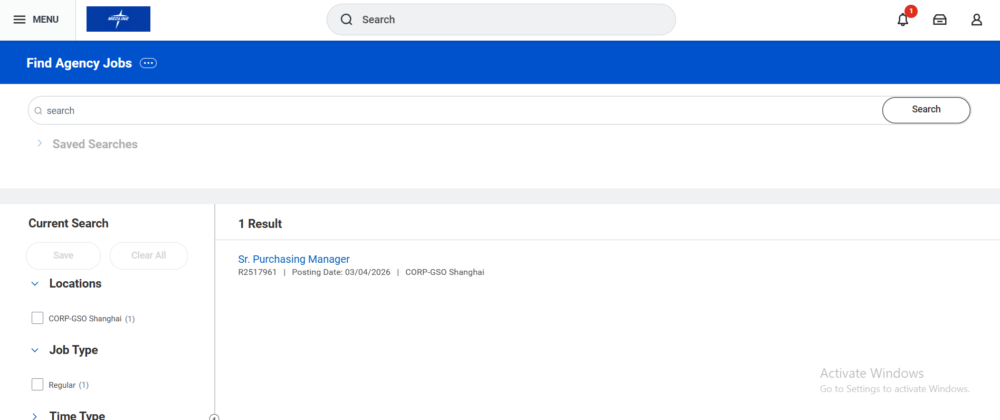 MENU
MEDLINE
Search
1
Find Agency Jobs
search
Search
Saved Searches
Current Search
Save
Clear All
Locations
CORP-GSO Shanghai (1)
Job Type
Regular (1)
Time Type
1 Result
Sr. Purchasing Manager
R2517961 | Posting Date: 03/04/2026 | CORP-GSO Shanghai
Activate Windows
Go to Settings to activate Windows.